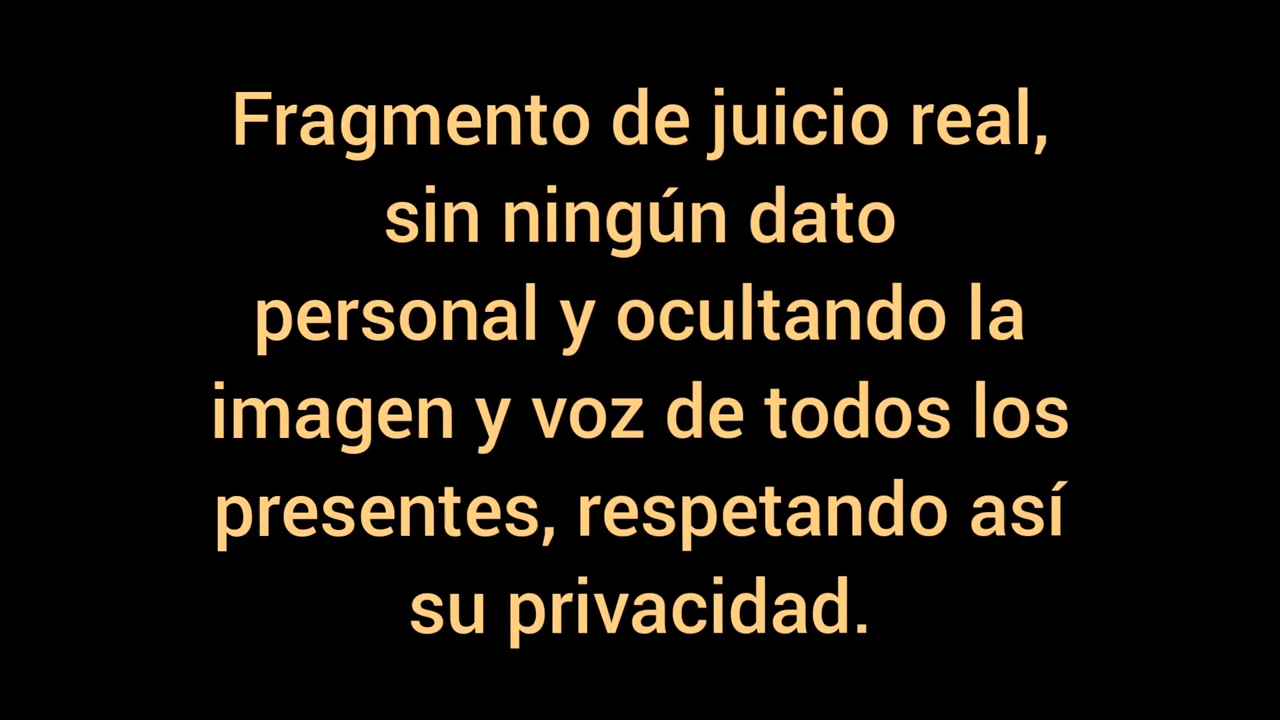 Fragmento de juicio real,
sin ningún dato
personal y ocultando la
imagen y voz de todos los
presentes, respetando así
su privacidad.